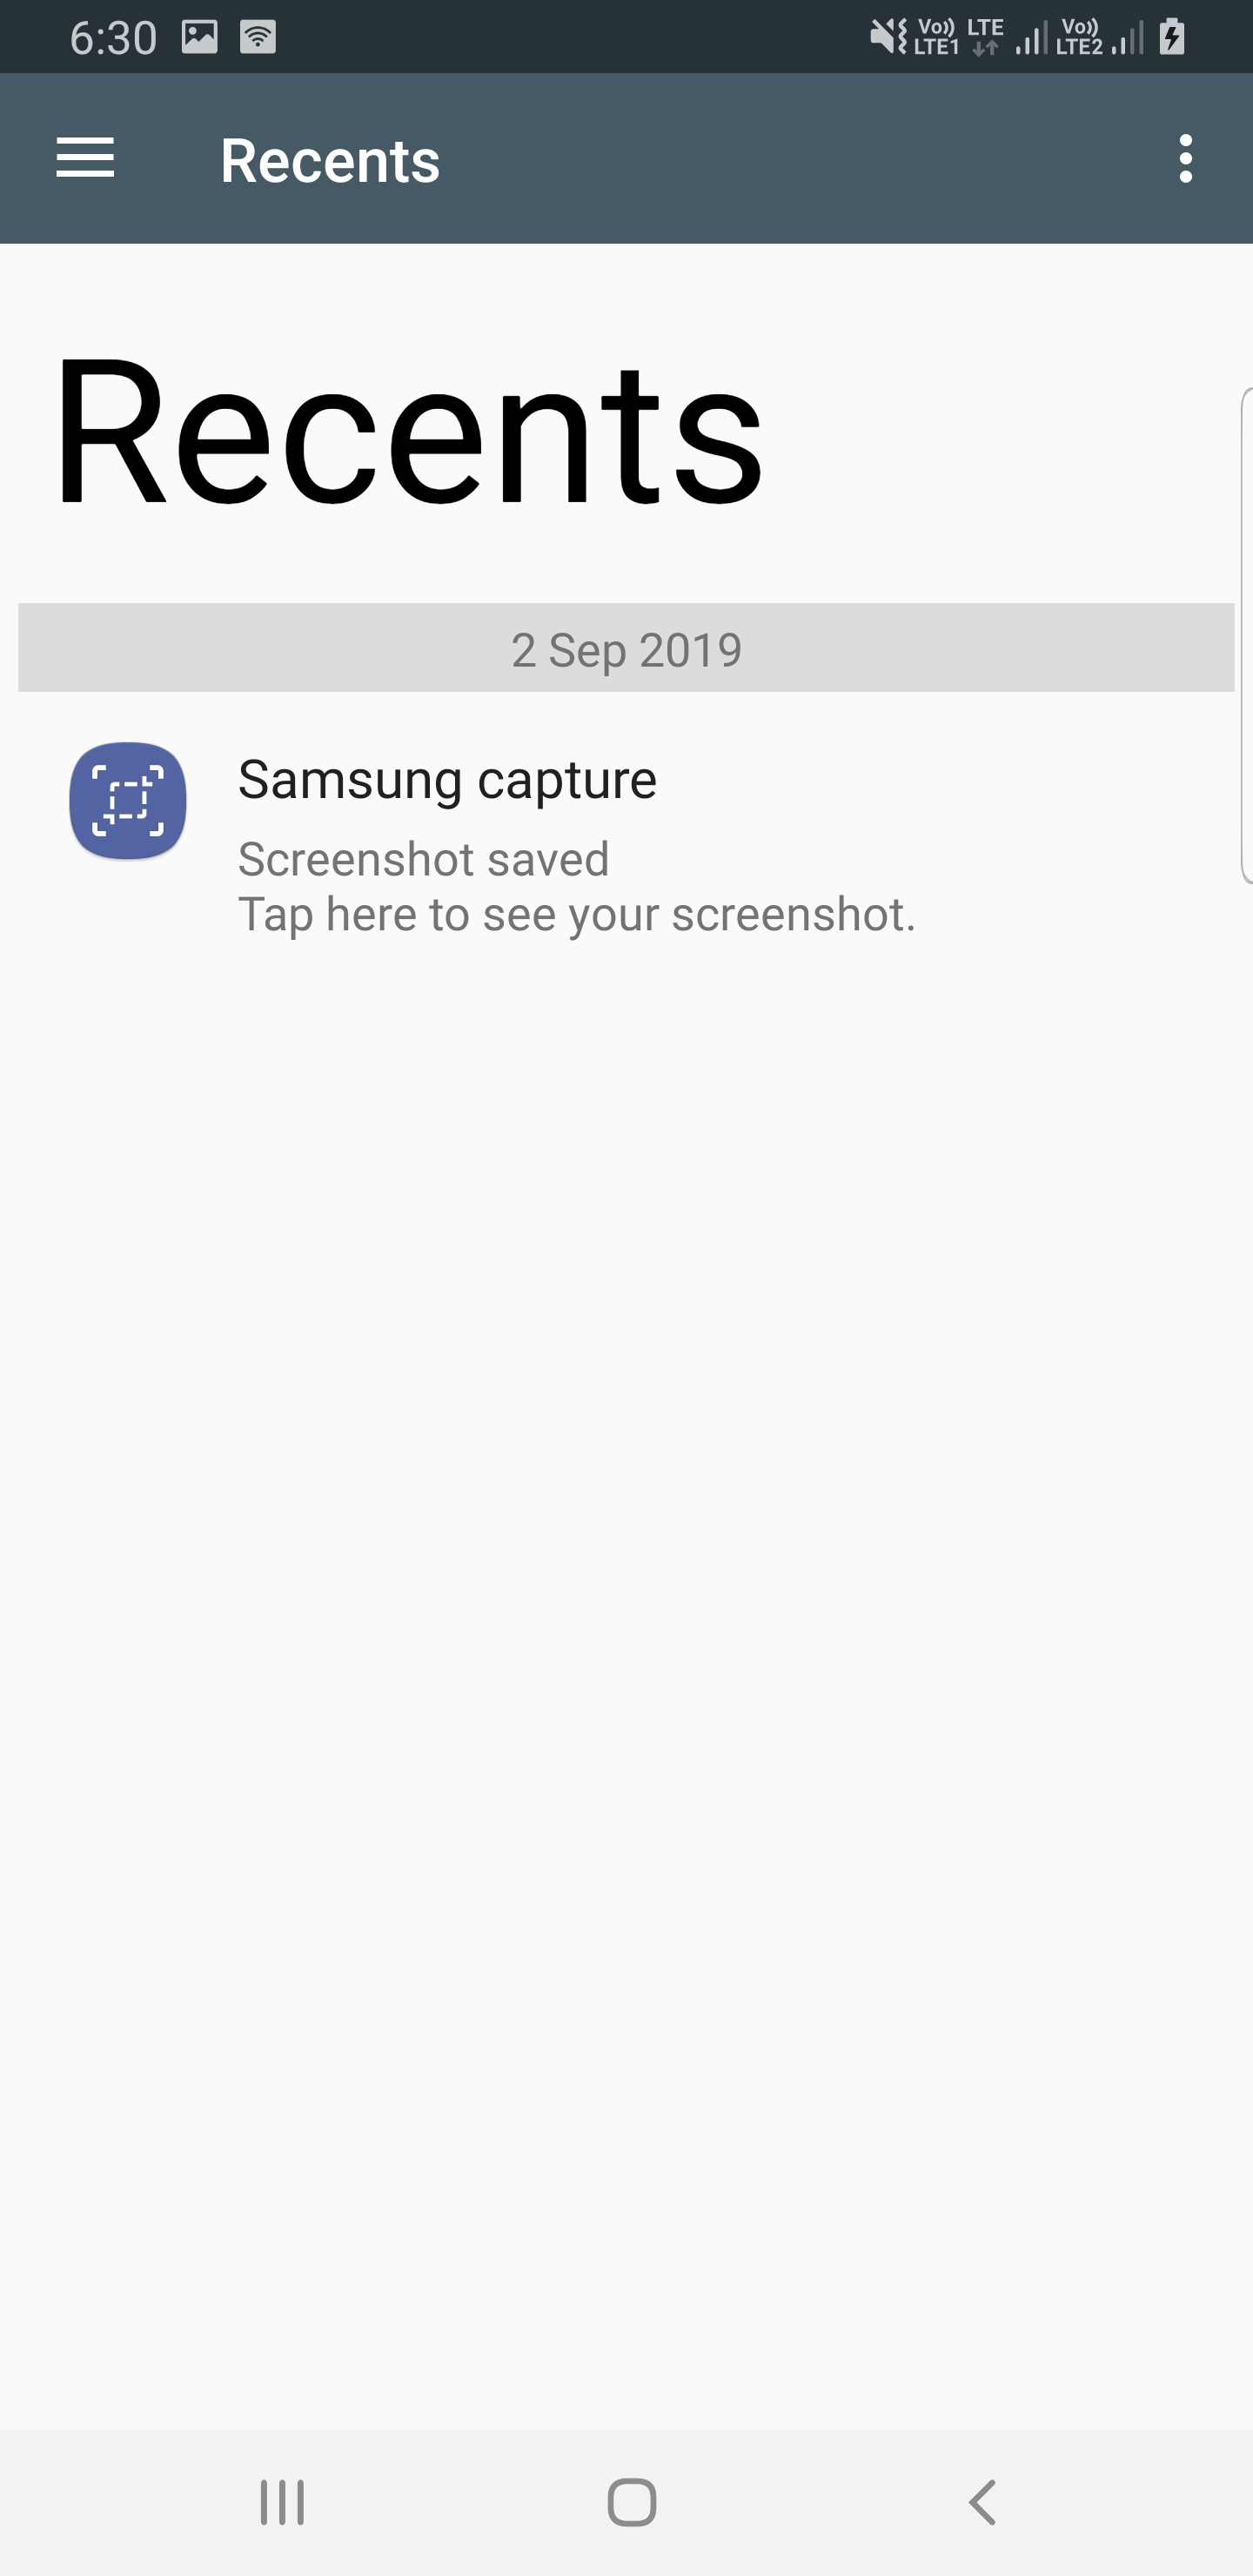 6:30 Vo)) LTE1 LTE Vo)) LTE2
Recents
Recents
2 Sep 2019
Samsung capture
Screenshot saved
Tap here to see your screenshot.